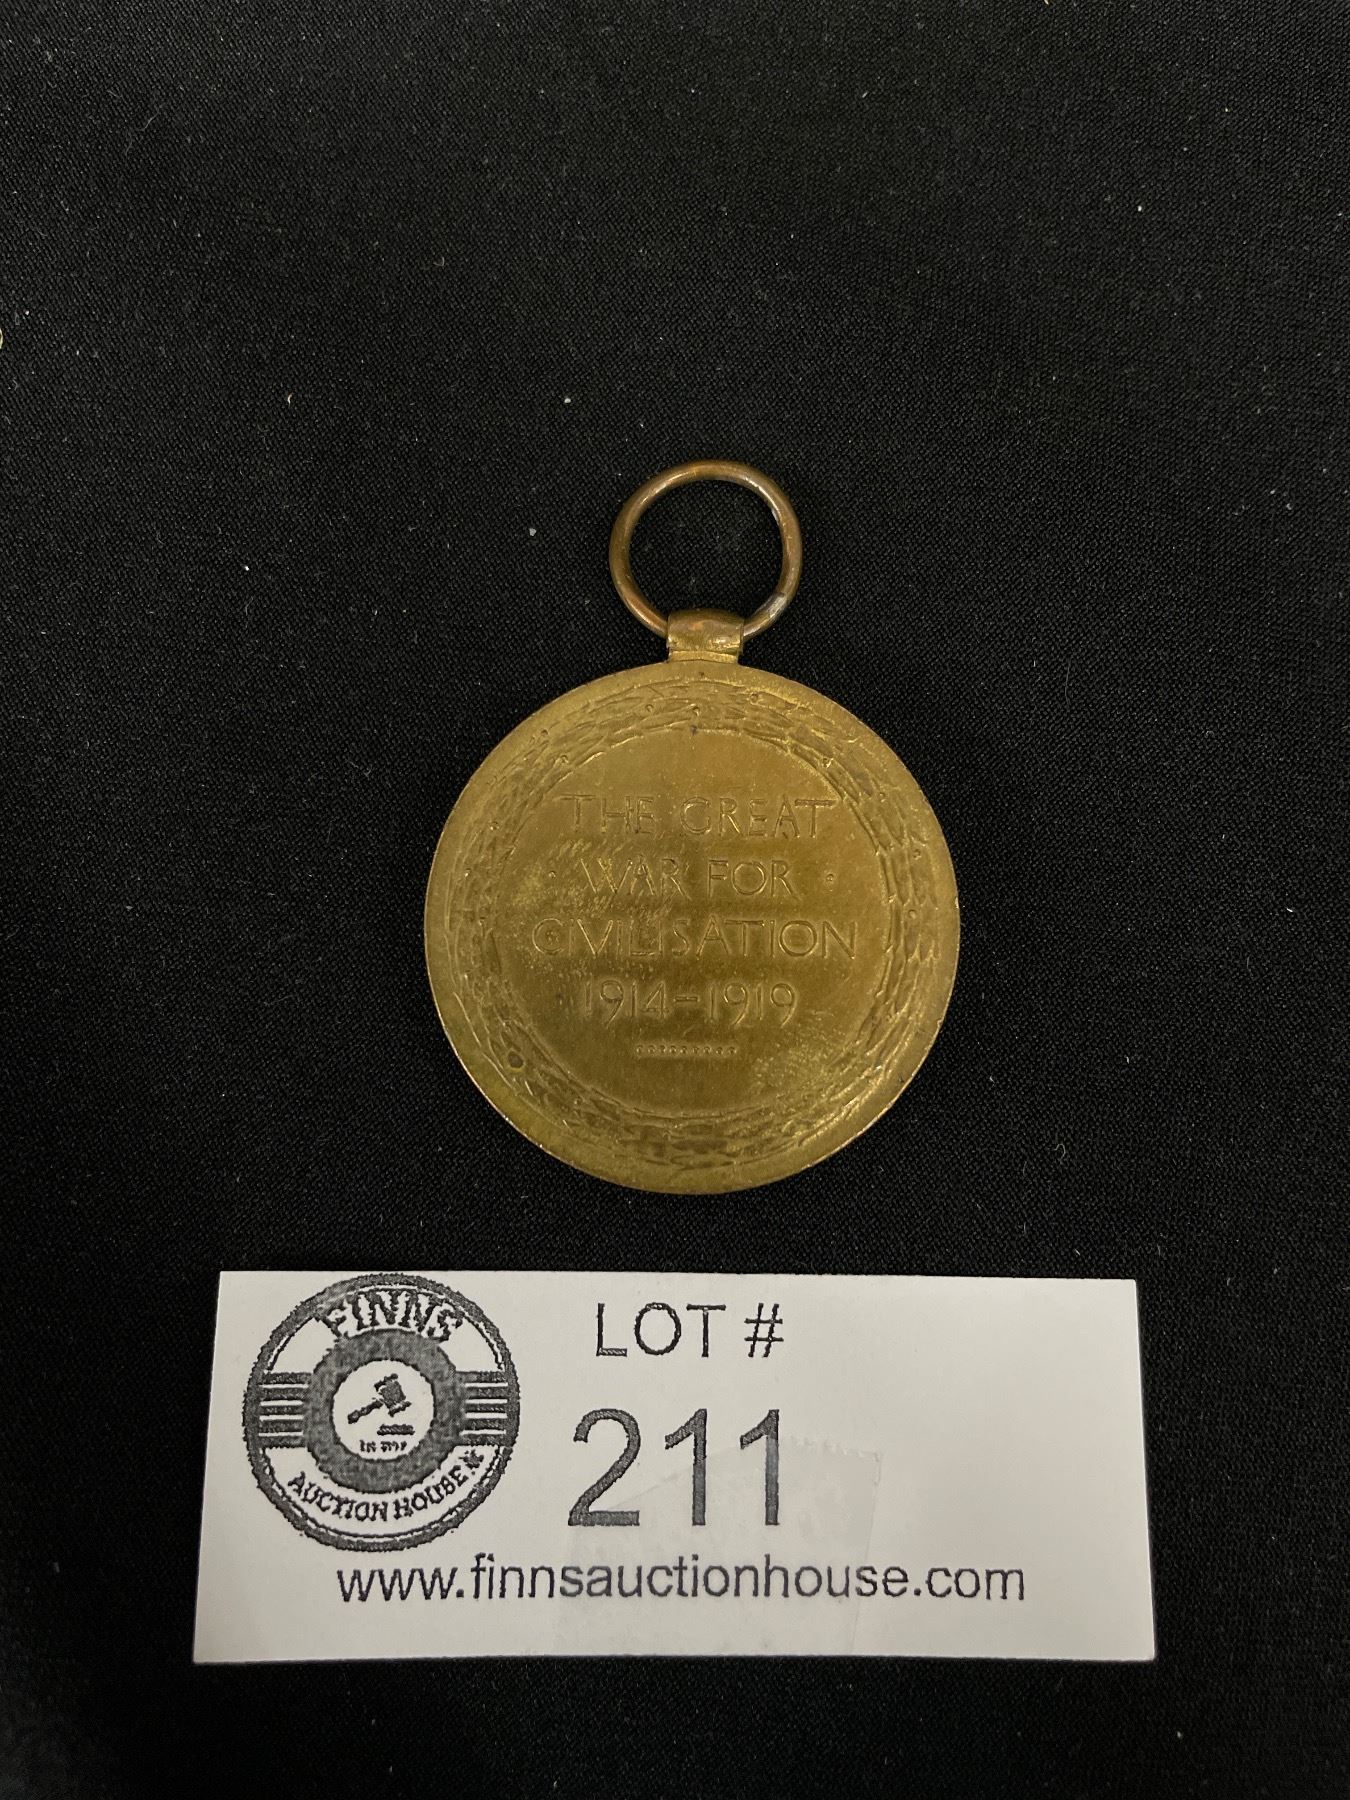 THE GREAT
· WAR FOR ·
CIVILISATION
1914–1919
FINNS
AUCTION HOUSE
LOT #
211
www.finnsauctionhouse.com